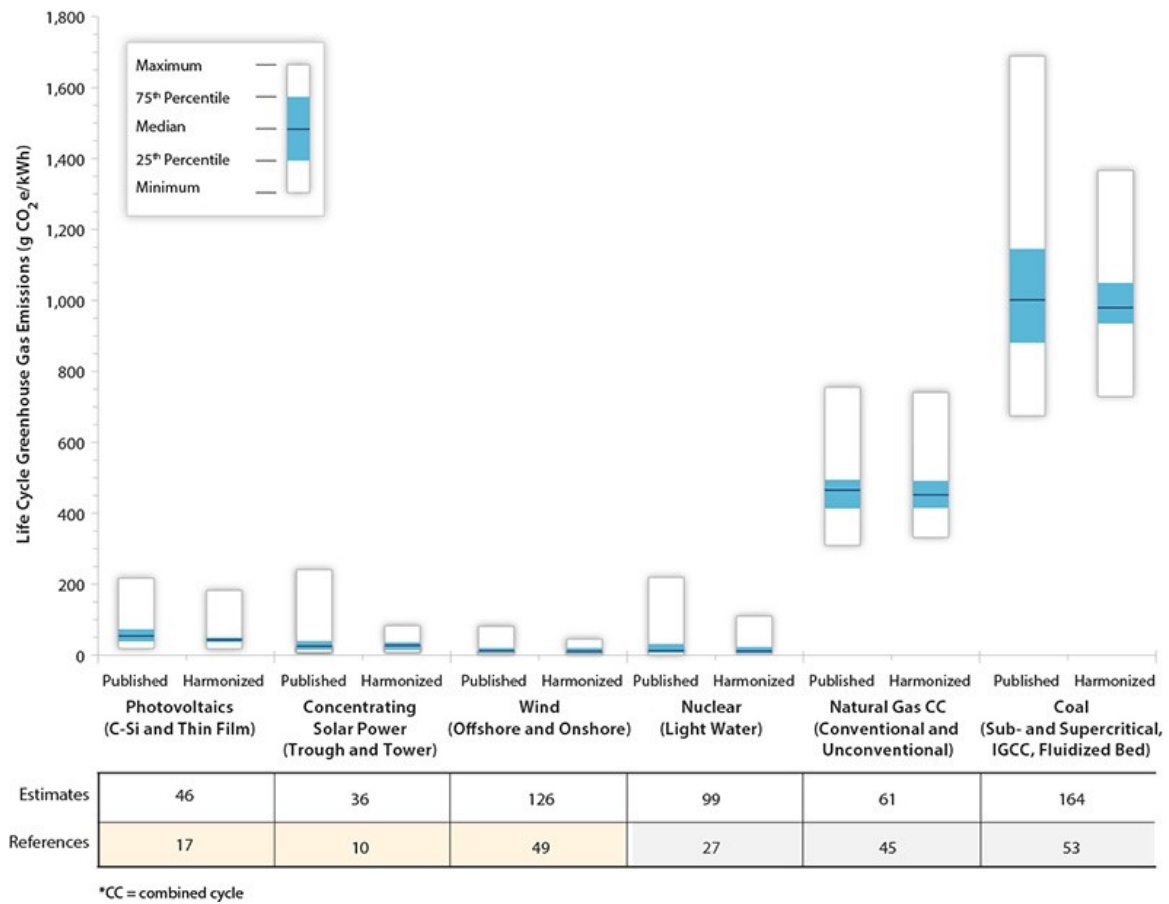 Life Cycle Greenhouse Gas Emissions (g CO2e/kWh)
1,800
1,600
1,400
1,200
1,000
800
600
400
200
0
Maximum
75th Percentile
Median
25th Percentile
Minimum
Published Harmonized Published Harmonized Published Harmonized Published Harmonized Published Harmonized Published Harmonized
Photovoltaics
(C-Si and Thin Film)
Concentrating
Solar Power
(Trough and Tower)
Wind
(Offshore and Onshore)
Nuclear
(Light Water)
Natural Gas CC
(Conventional and
Unconventional)
Coal
(Sub- and Supercritical,
IGCC, Fluidized Bed)
Estimates 46 36 126 99 61 164
References 17 10 49 27 45 53
*CC = combined cycle